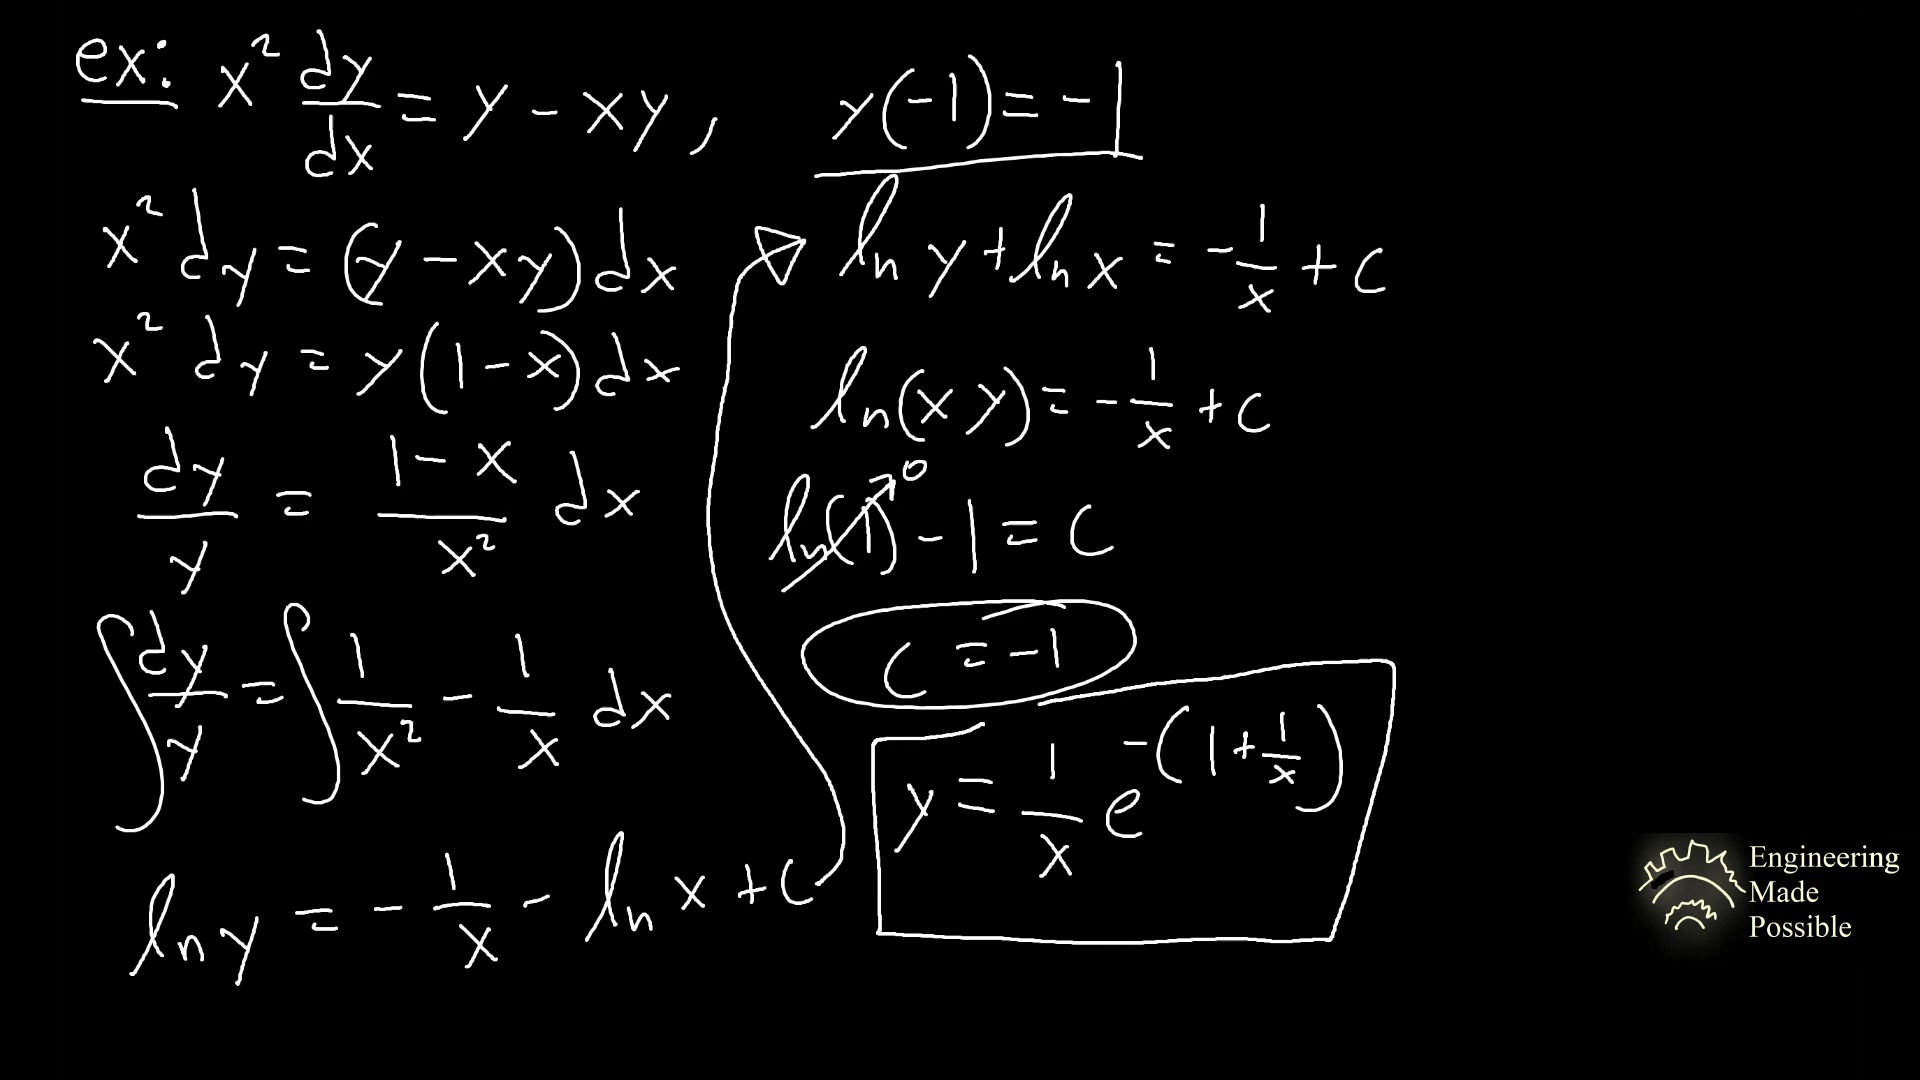 ex: x² dy/dx = y - xy, y(-1) = -1
x² dy = (y - xy) dx
x² dy = y(1 - x) dx
dy/y = (1 - x)/x² dx
∫ dy/y = ∫ 1/x² - 1/x dx
ln y = - 1/x - ln x + C
ln y + ln x = - 1/x + C
ln(xy) = - 1/x + C
ln(1) 0 - 1 = C
C = -1
y = 1/x e^-(1 + 1/x)
Engineering
Made
Possible